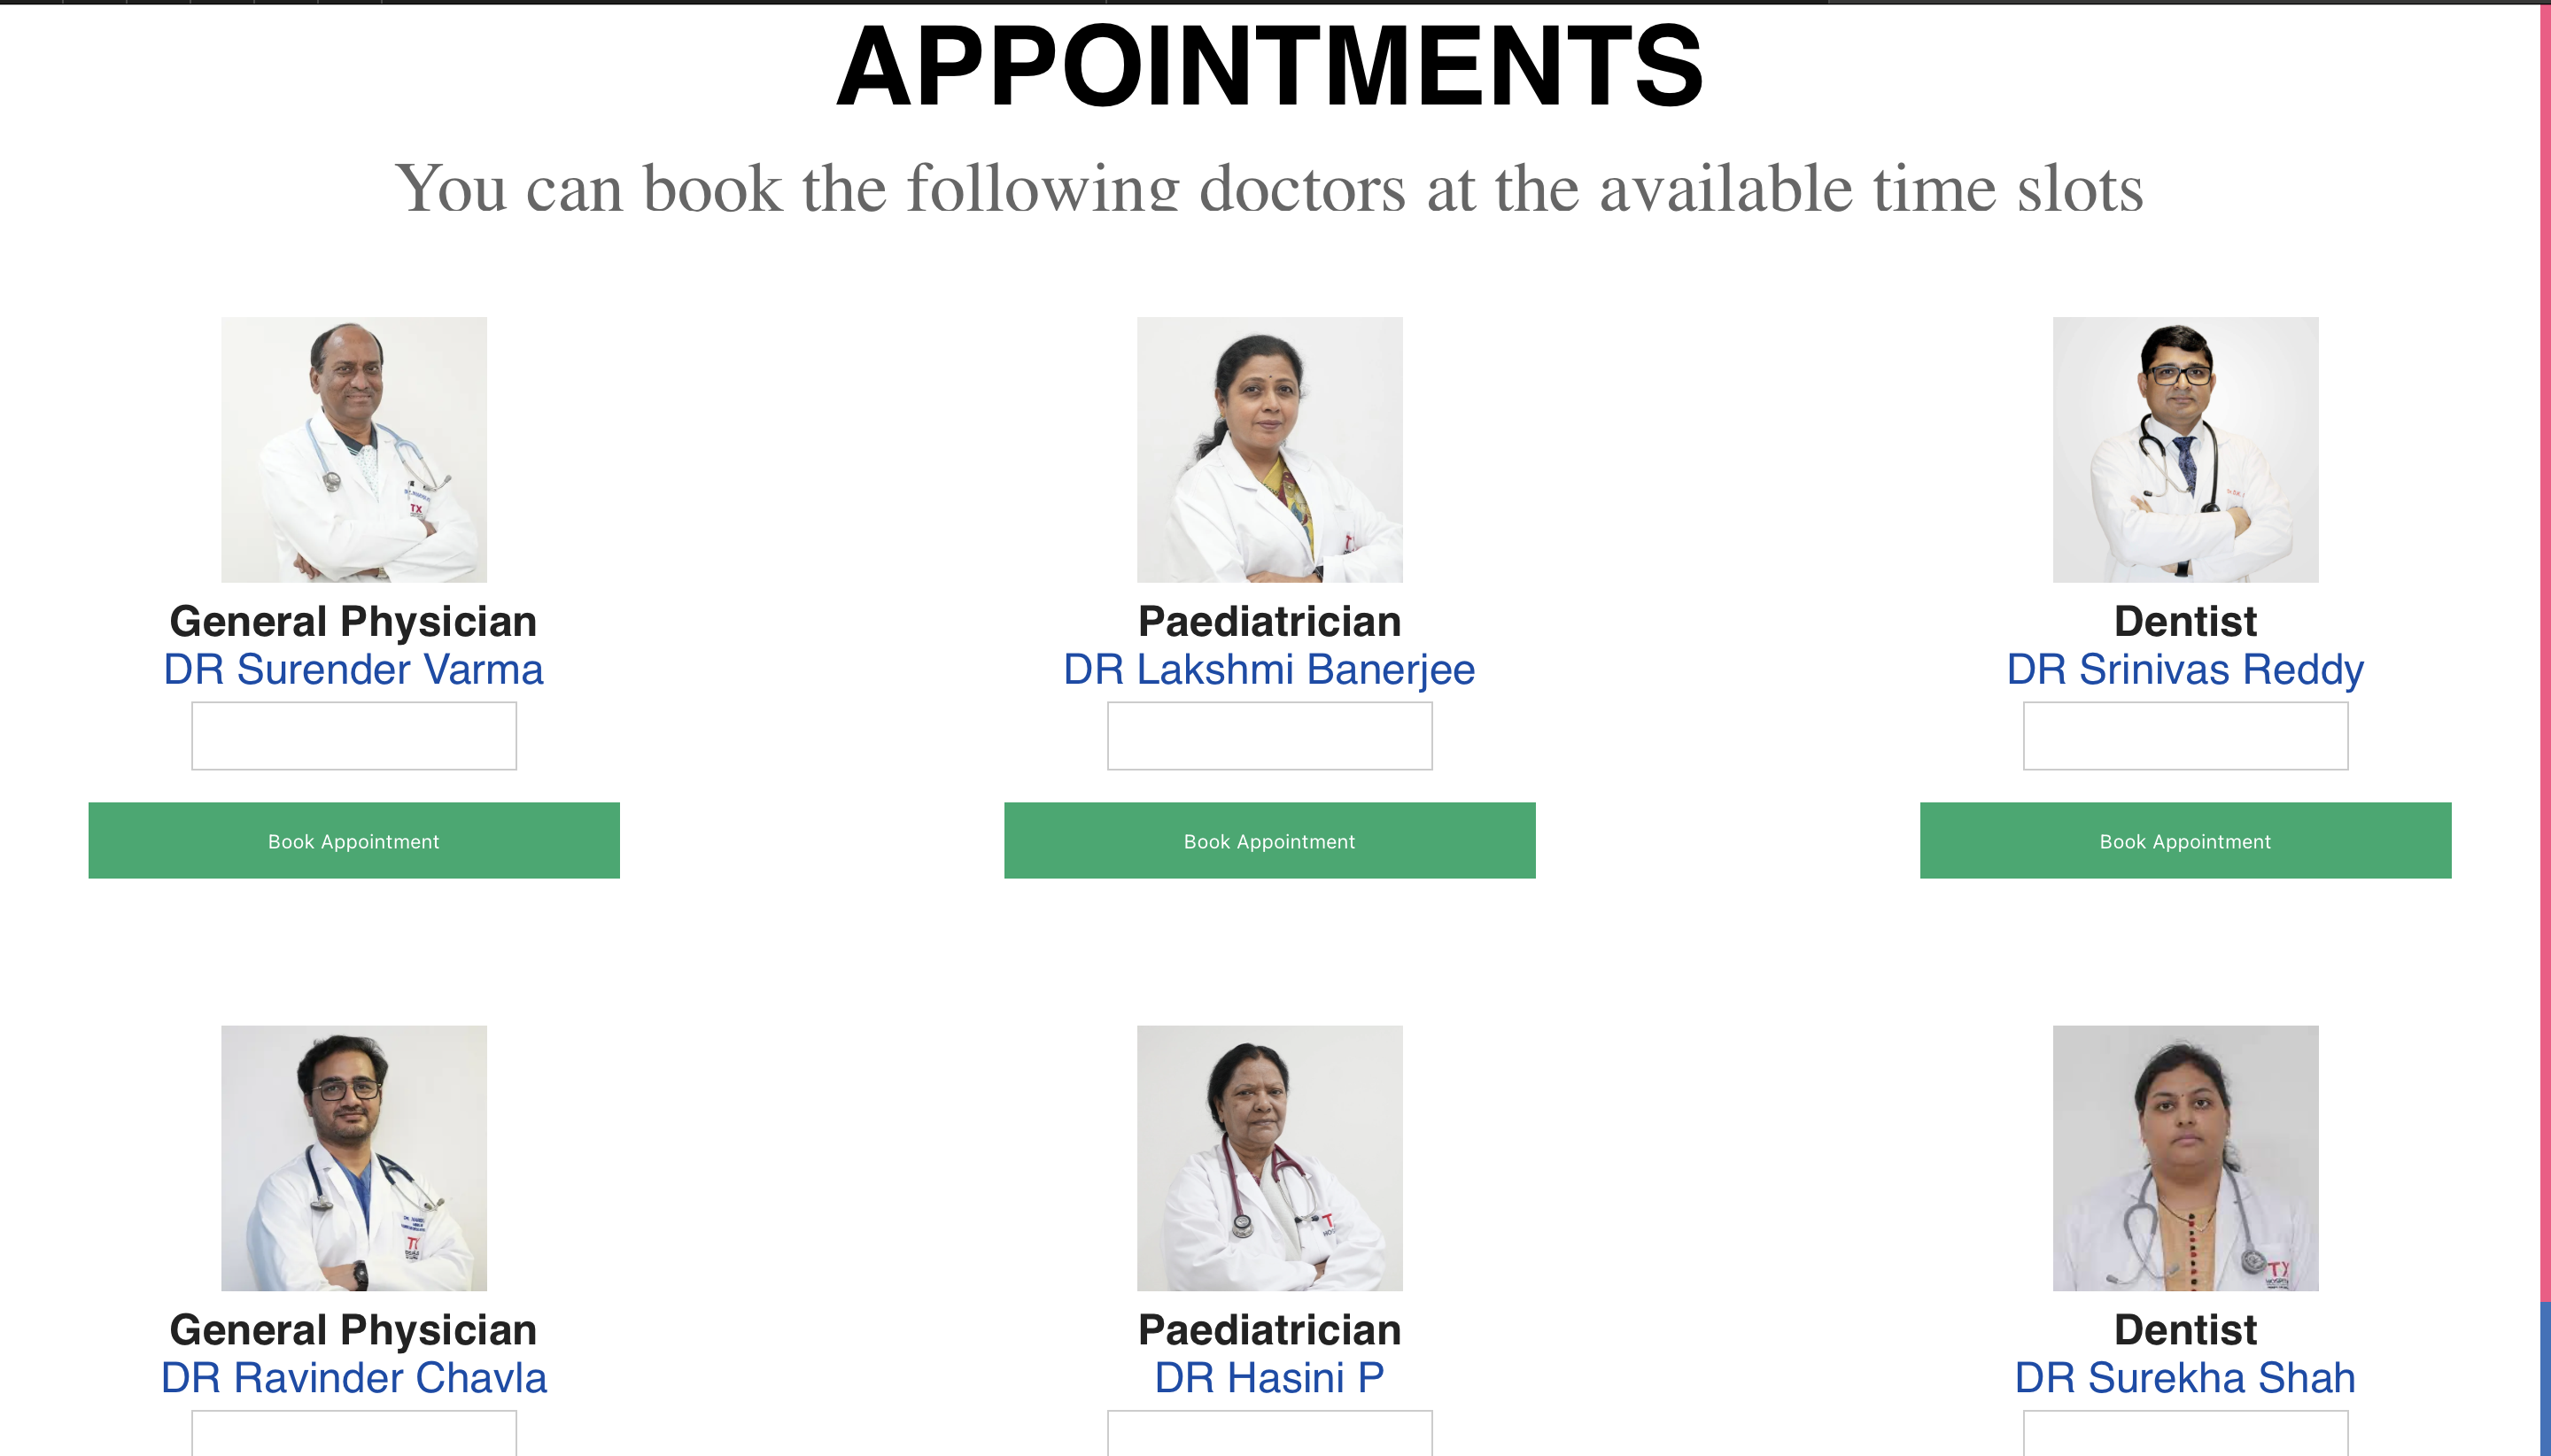 APPOINTMENTS
You can book the following doctors at the available time slots
TX
General Physician
DR Surender Varma
Book Appointment
Paediatrician
DR Lakshmi Banerjee
Book Appointment
Dentist
DR Srinivas Reddy
Book Appointment
General Physician
DR Ravinder Chavla
Paediatrician
DR Hasini P
TX
Dentist
DR Surekha Shah